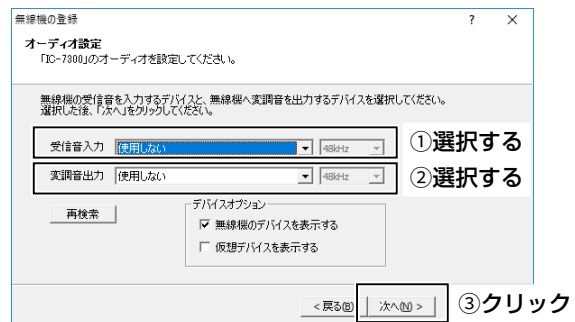 無線機の登録 ? ×
オーディオ設定
「IC-7300」のオーディオを設定してください。
無線機の受信音を入力するデバイスと、無線機へ変調音を出力するデバイスを選択してください。
選択した後、「次へ」をクリックしてください。
受信音入力 使用しない 48kHz ①選択する
変調音出力 使用しない 48kHz ②選択する
再検索
デバイスオプション
無線機のデバイスを表示する
仮想デバイスを表示する
< 戻る(B) 次へ(N) > ③クリック